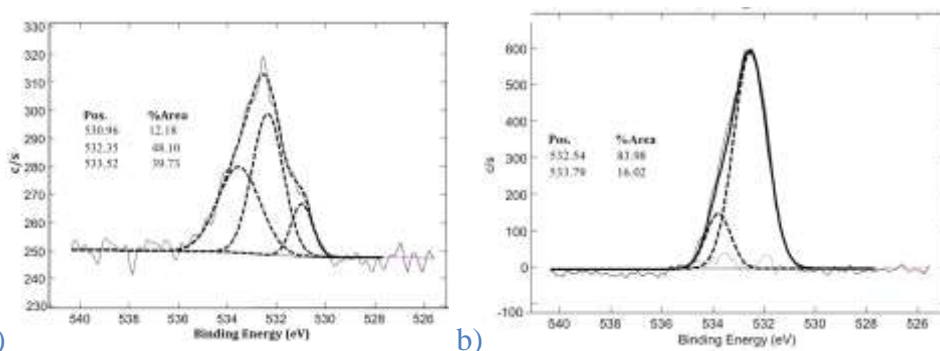 330
320
310
300
290
280
270
260
250
240
230
c/s
Pos. %Area
530.96 12.18
532.35 48.10
533.52 39.73
540 538 536 534 532 530 528 526
Binding Energy (eV)
)
b)
600
500
400
300
200
100
0
-100
c/s
Pos. %Area
532.54 83.98
533.79 16.02
540 538 536 534 532 530 528 526
Binding Energy (eV)